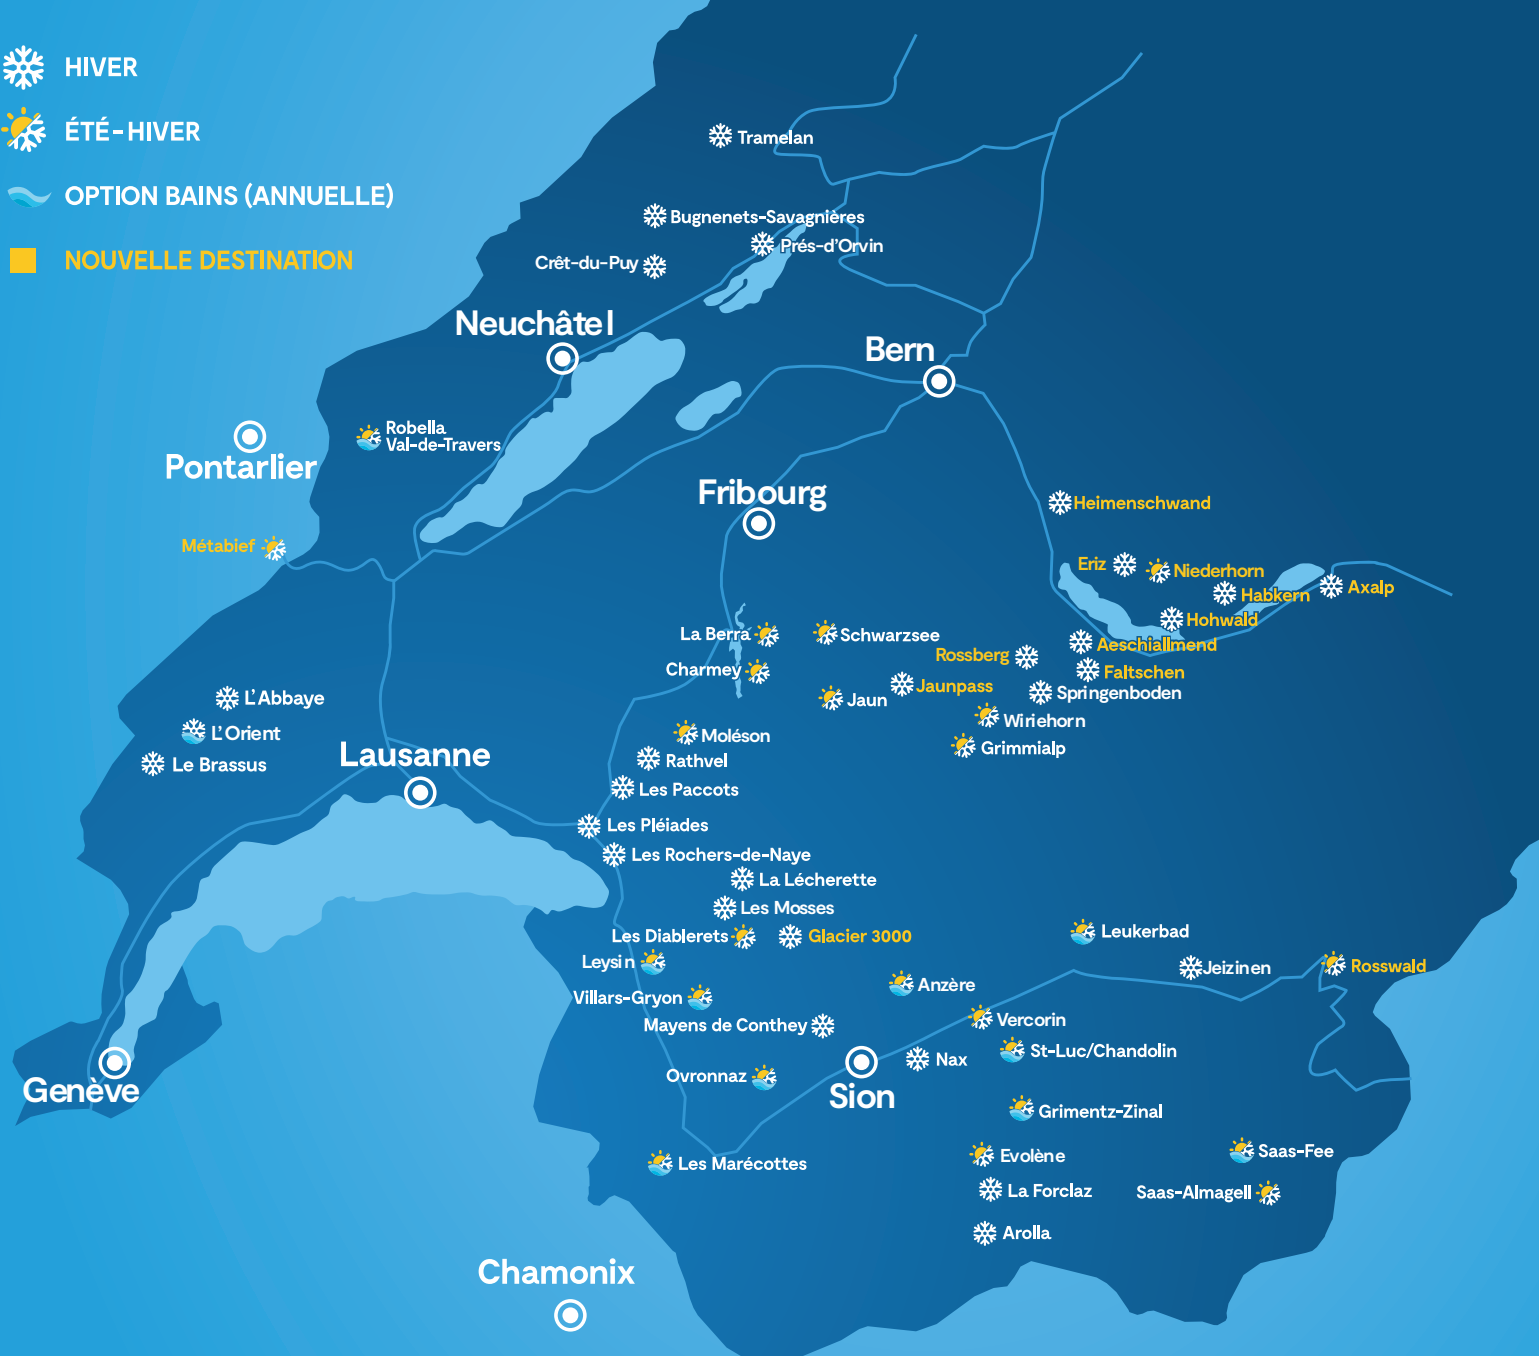 HIVER
ÉTÉ-HIVER
OPTION BAINS (ANNUELLE)
NOUVELLE DESTINATION
Tramelan
Bugnenets-Savagnières
Prés-d'Orvin
Crêt-du-Puy
Neuchâtel
Bern
Robella
Val-de-Travers
Pontarlier
Fribourg
Heimenschwand
Métabief
Eriz
Niederhorn
Habkern
Axalp
Hohwald
La Berra
Schwarzsee
Aeschiallmend
Rossberg
Charmey
Faltschen
Jaunpass
Springenboden
L'Abbaye
Jaun
Wiriehorn
L'Orient
Moléson
Grimmialp
Lausanne
Rathvel
Le Brassus
Les Paccots
Les Pléiades
Les Rochers-de-Naye
La Lécherette
Les Mosses
Les Diablerets
Glacier 3000
Leukerbad
Leysin
Jeizinen
Rosswald
Anzère
Villars-Gryon
Vercorin
Mayens de Conthey
St-Luc/Chandolin
Nax
Ovronnaz
Genève
Sion
Grimentz-Zinal
Saas-Fee
Evolène
Les Marécottes
La Forclaz
Saas-Almagell
Arolla
Chamonix